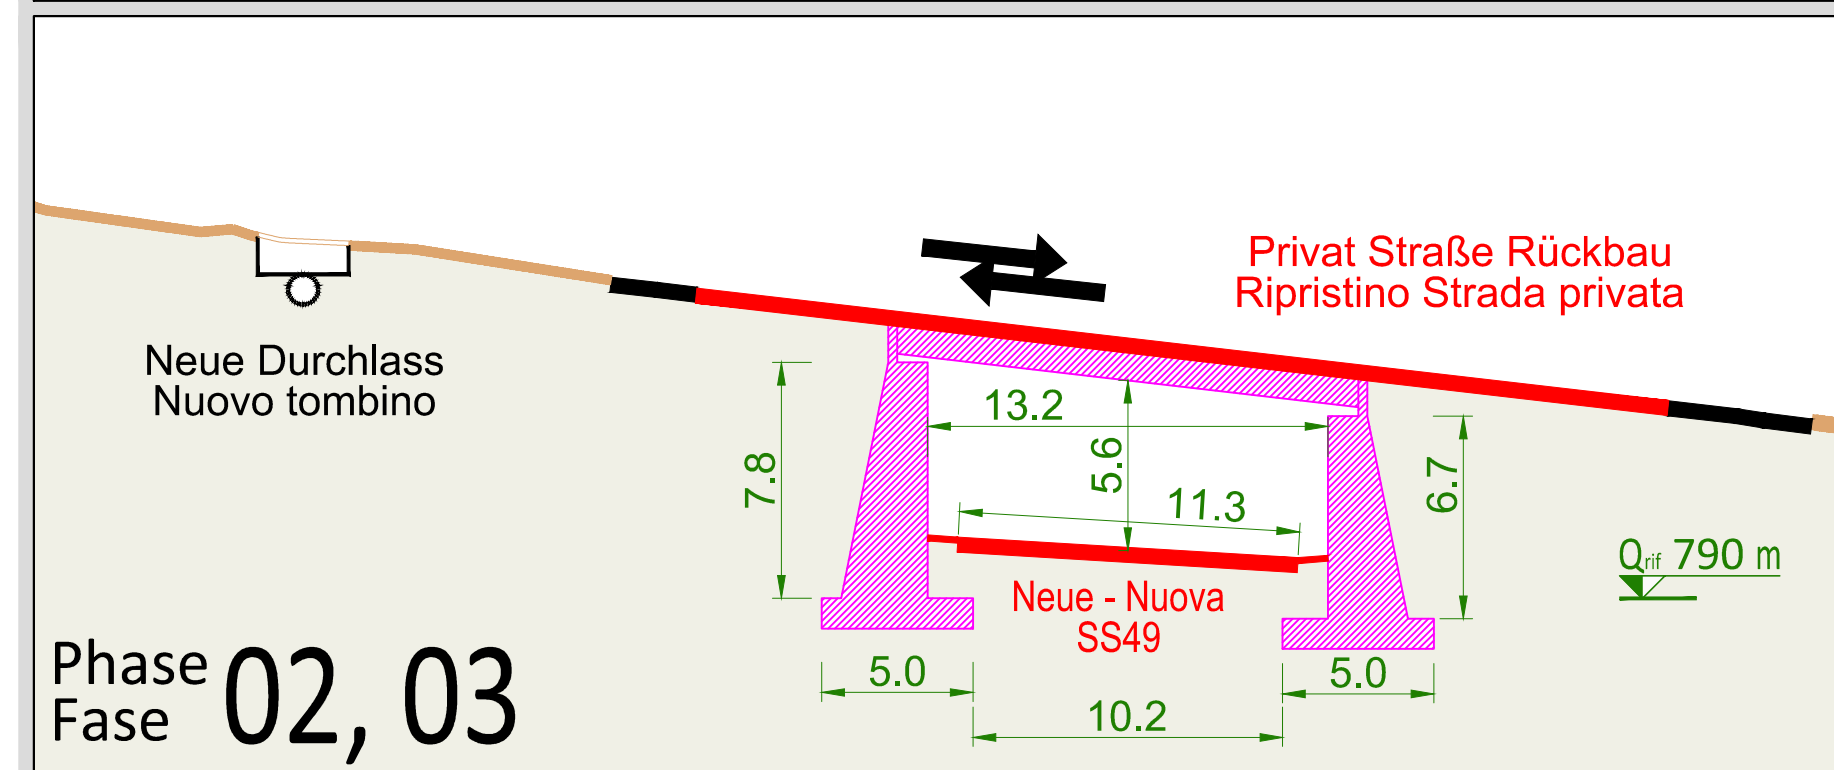 Privat Straße Rückbau
Ripristino Strada privata
Neue Durchlass
Nuovo tombino
13.2
7.8
5.6
6.7
11.3
Qrif 790 m
Neue - Nuova
SS49
Phase
Fase
02, 03
5.0
5.0
10.2